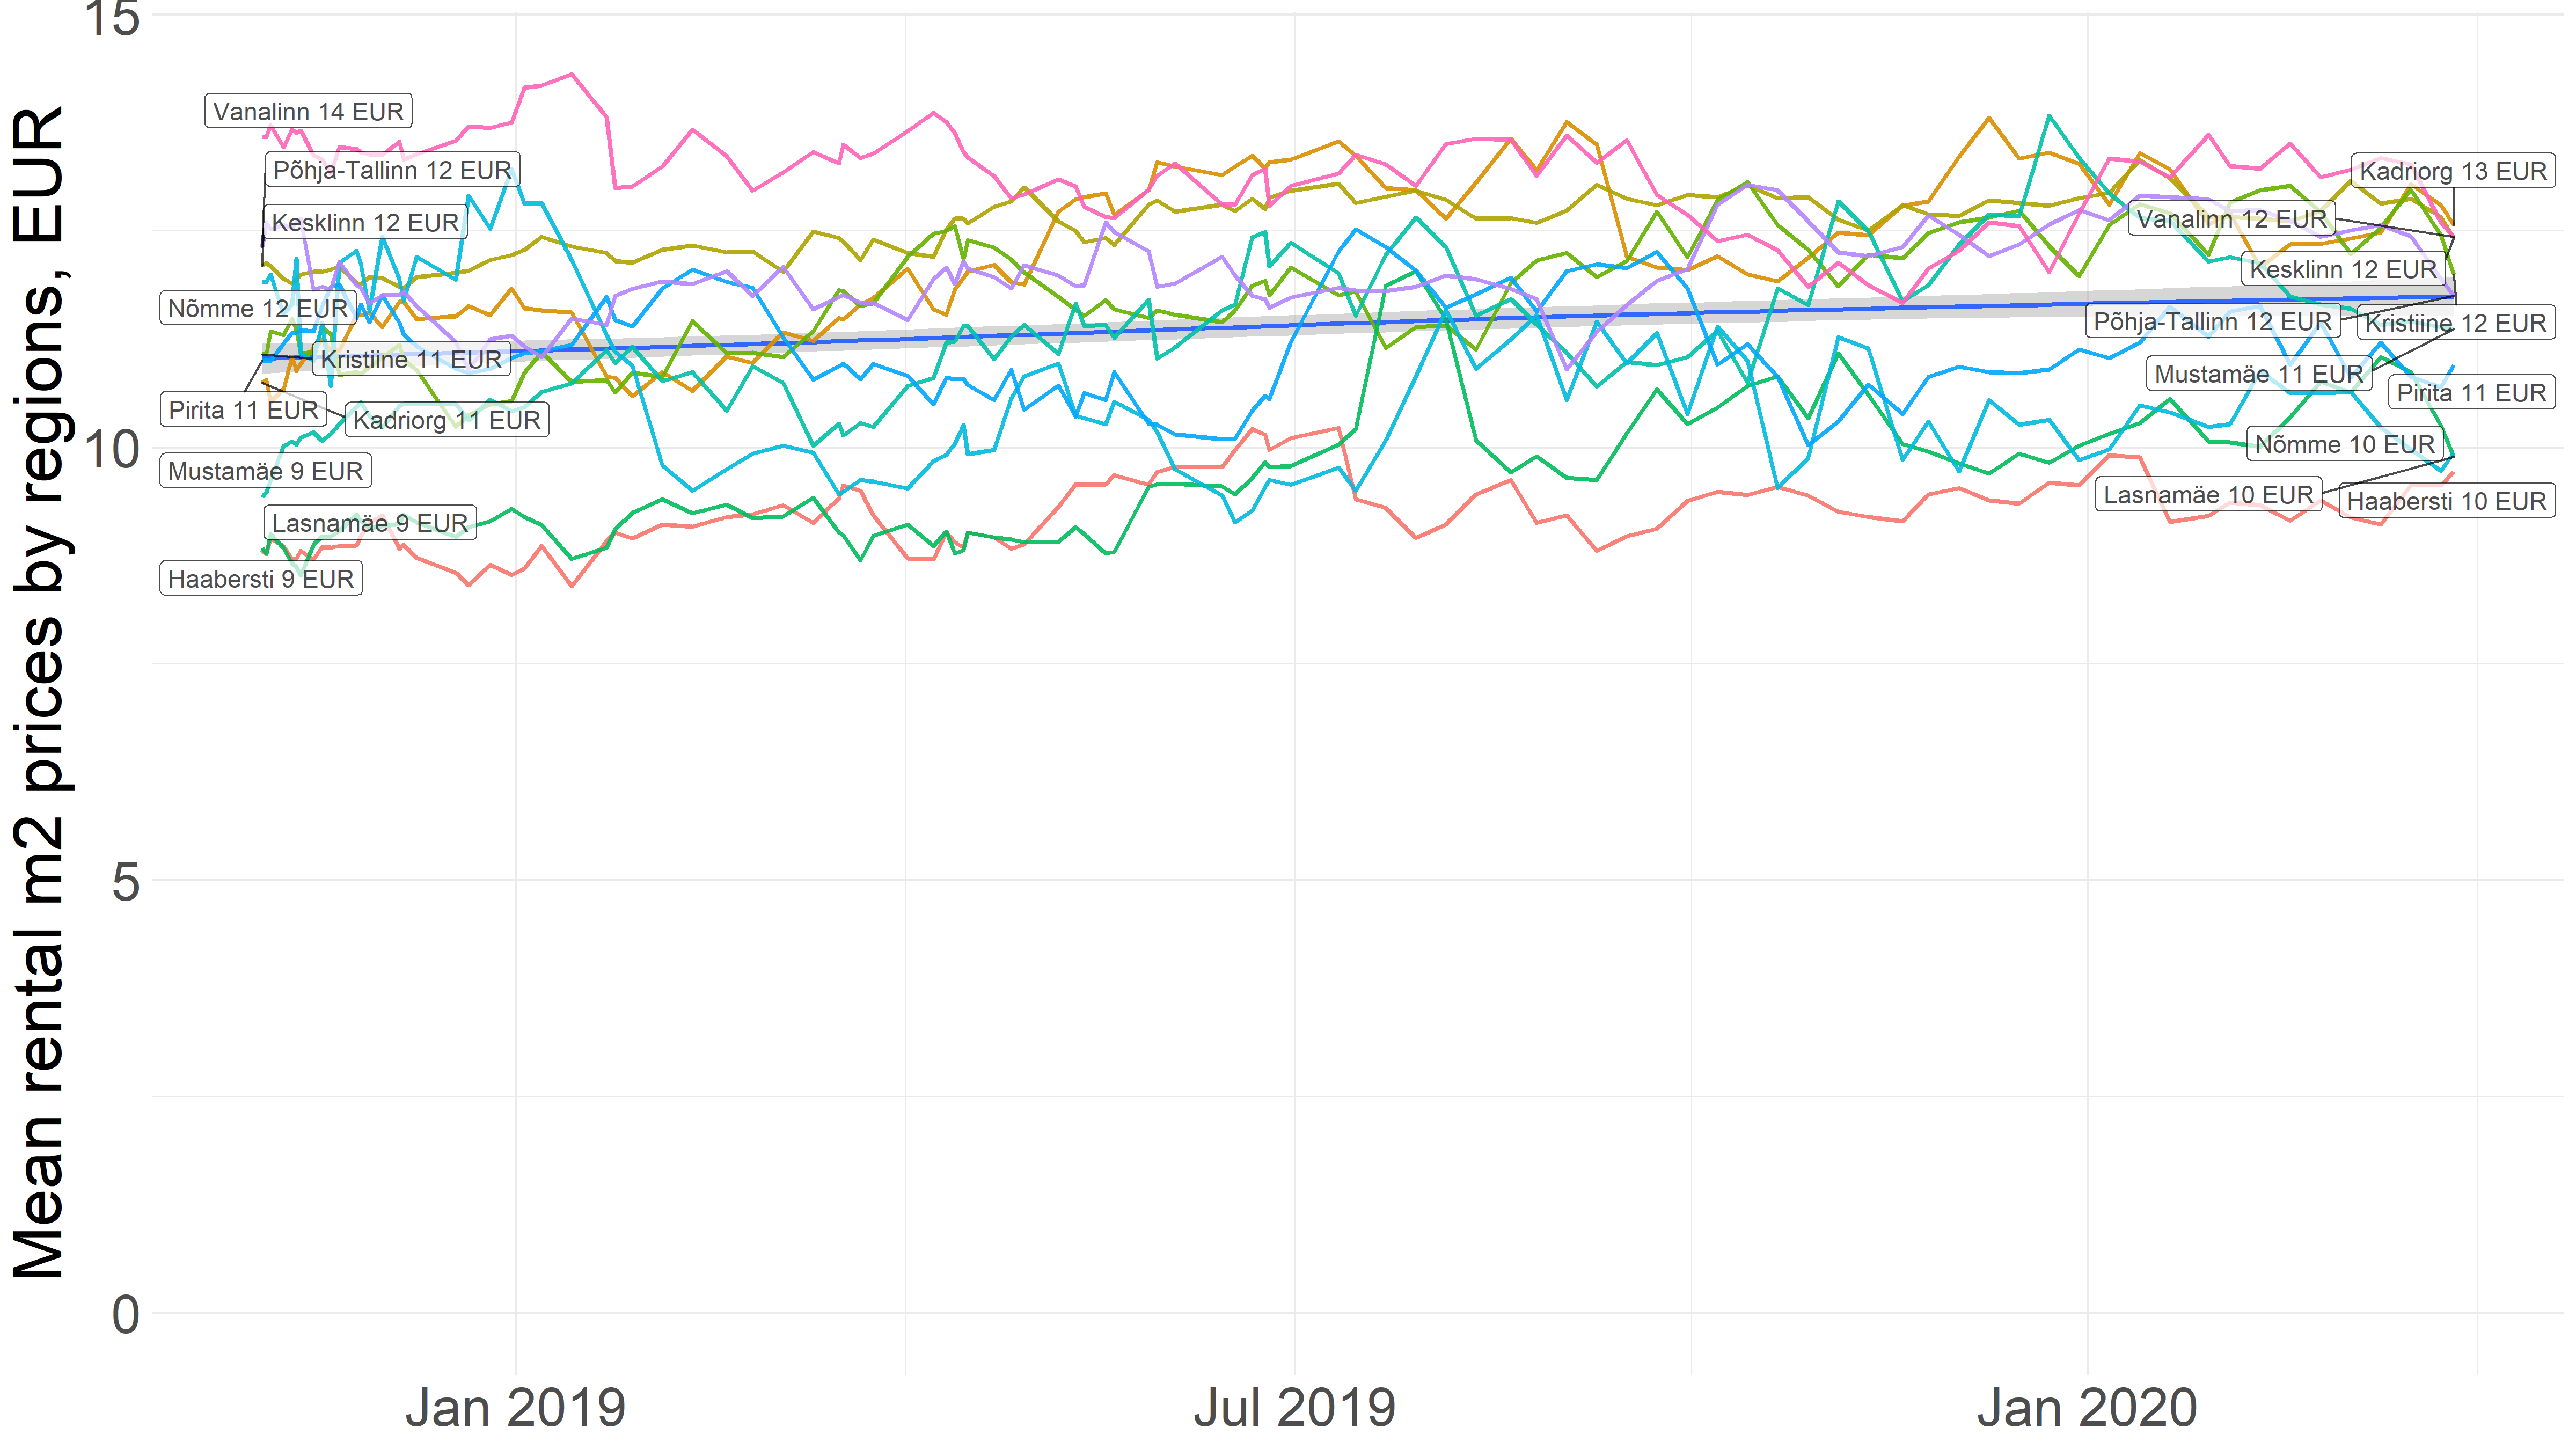 Mean rental m2 prices by regions, EUR
15
10
5
0
Vanalinn 14 EUR
Põhja-Tallinn 12 EUR
Kesklinn 12 EUR
Nõmme 12 EUR
Kristiine 11 EUR
Pirita 11 EUR
Kadriorg 11 EUR
Mustamäe 9 EUR
Lasnamäe 9 EUR
Haabersti 9 EUR
Kadriorg 13 EUR
Vanalinn 12 EUR
Kesklinn 12 EUR
Põhja-Tallinn 12 EUR
Kristiine 12 EUR
Mustamäe 11 EUR
Pirita 11 EUR
Nõmme 10 EUR
Lasnamäe 10 EUR
Haabersti 10 EUR
Jan 2019
Jul 2019
Jan 2020